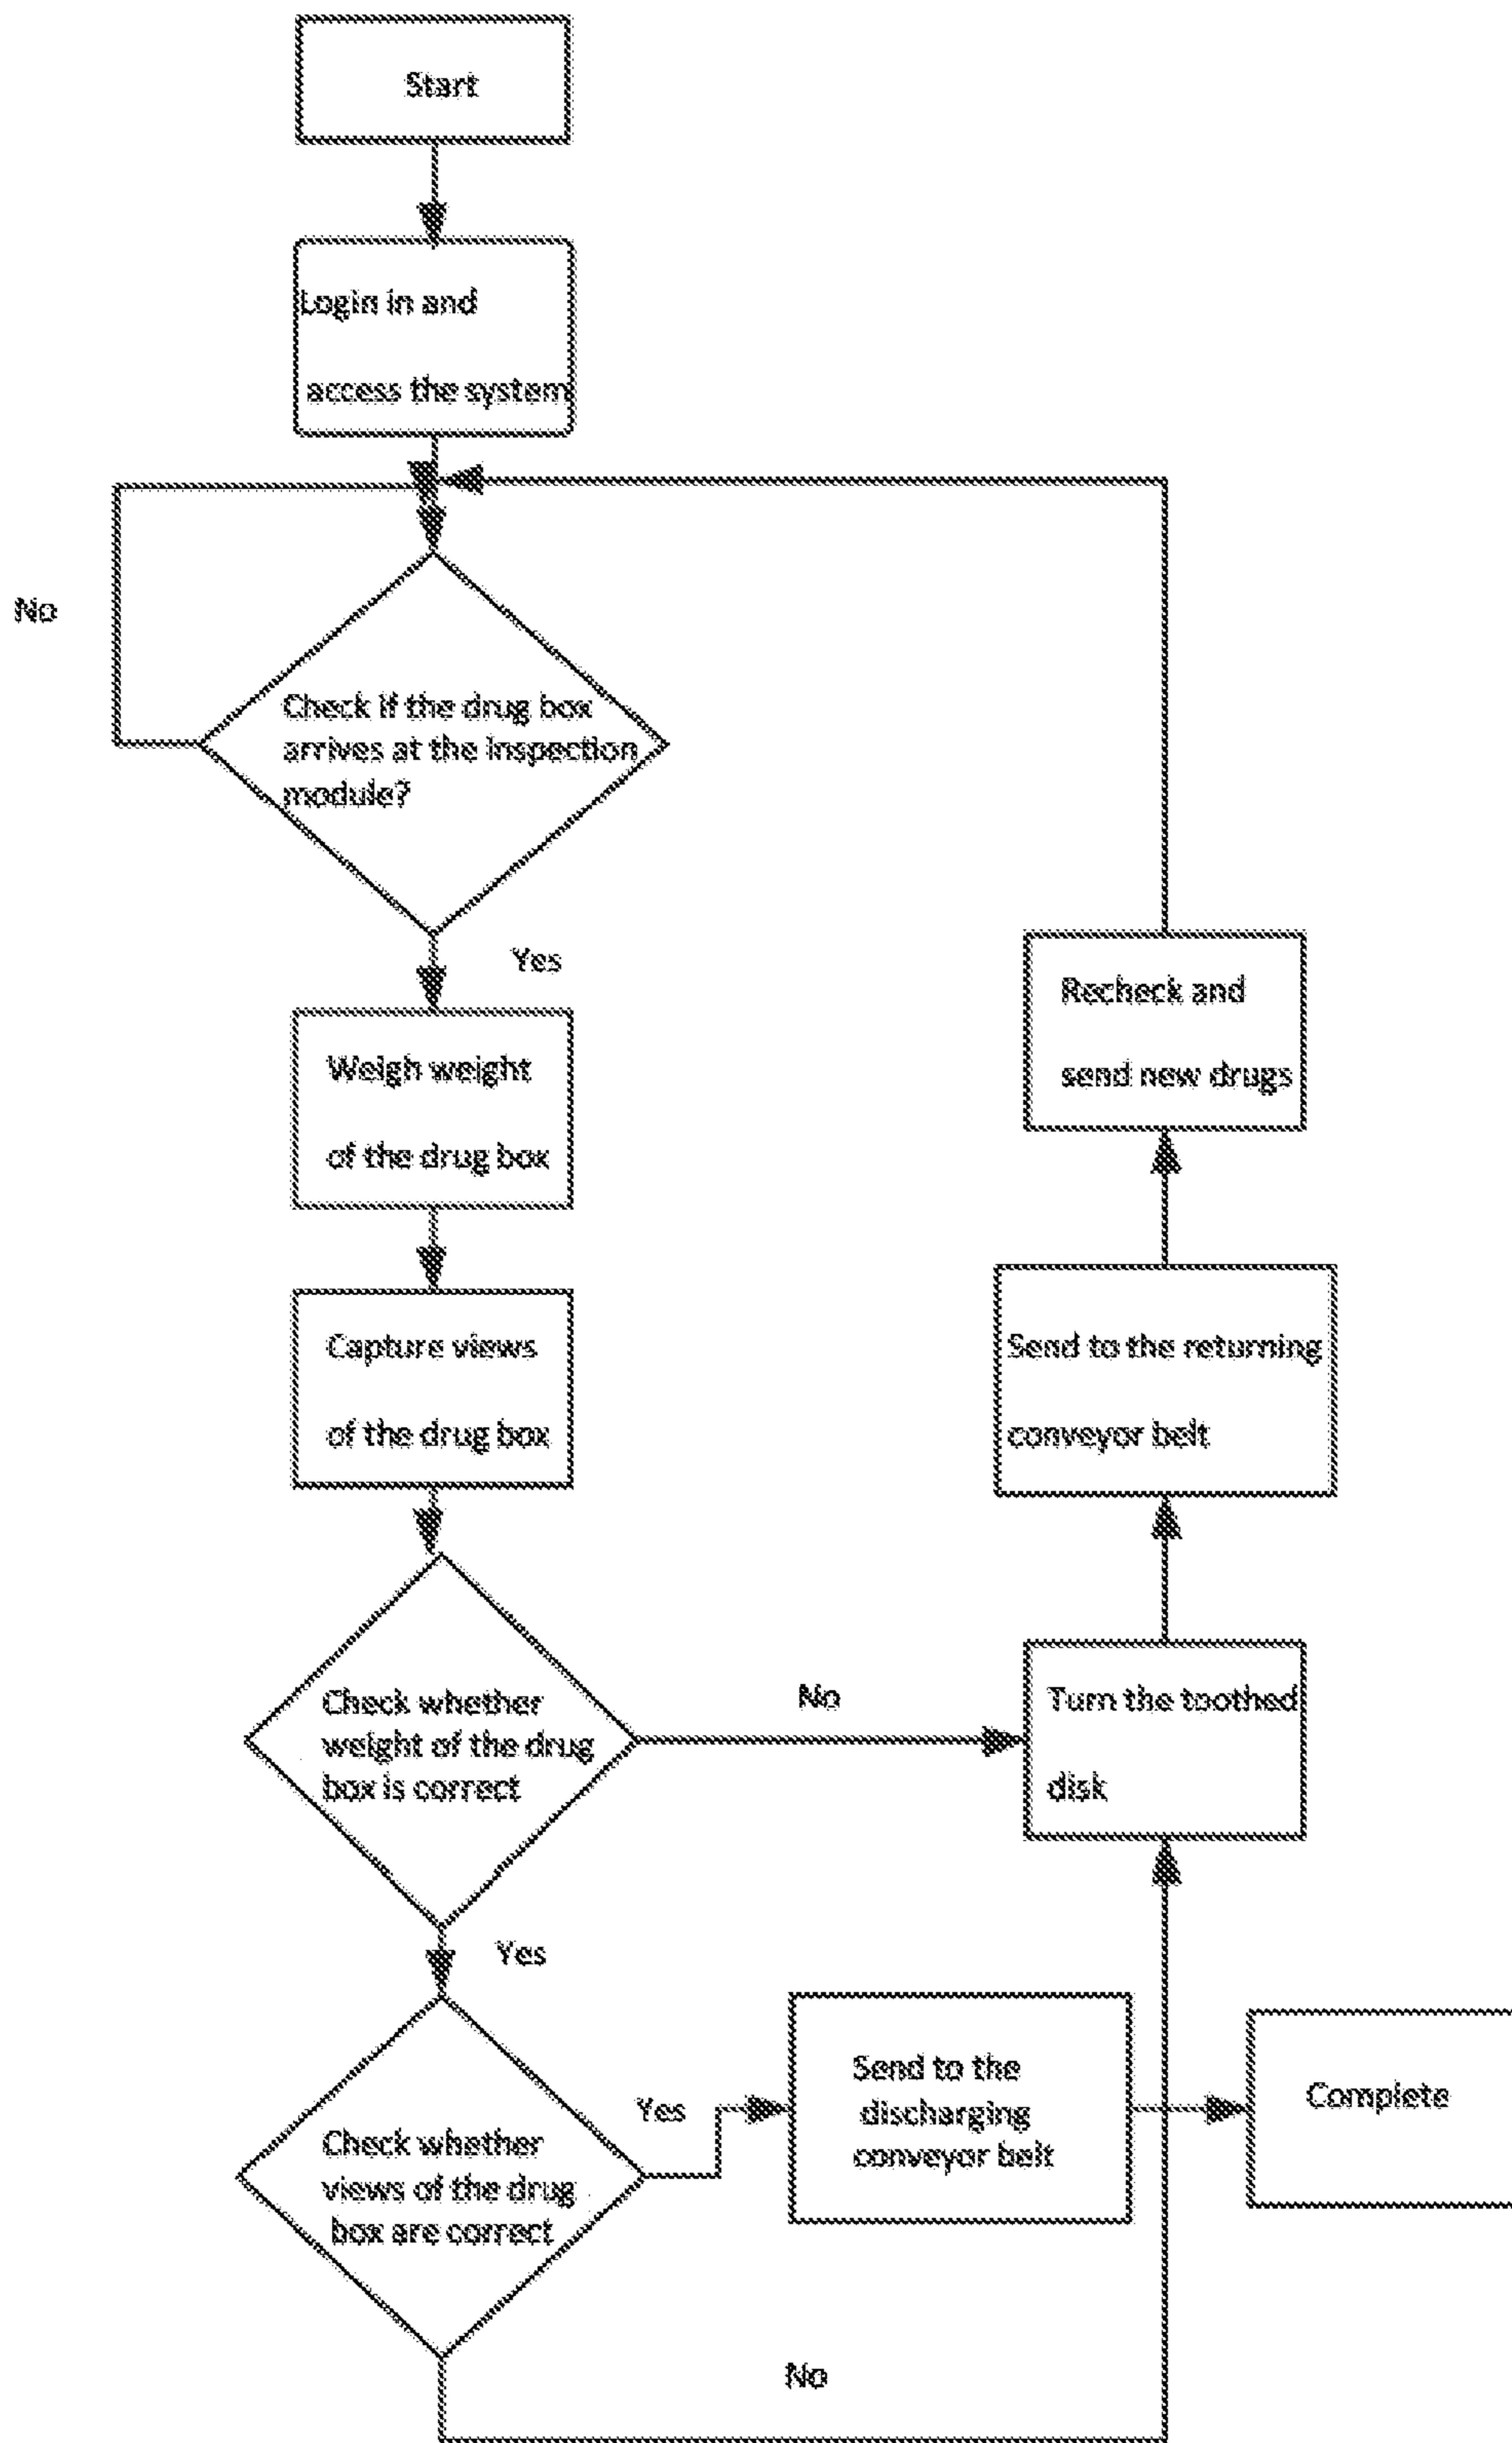 Start
Login in and
access the system
No
Check if the drug box
arrives at the inspection
module?
Yes
Weigh weight
of the drug box
Capture views
of the drug box
Check whether
weight of the drug
box is correct
No
Yes
Check whether
views of the drug
box are correct
Yes
No
Send to the
discharging
conveyor belt
Complete
Turn the toothed
disk
Send to the returning
conveyor belt
Recheck and
send new drugs